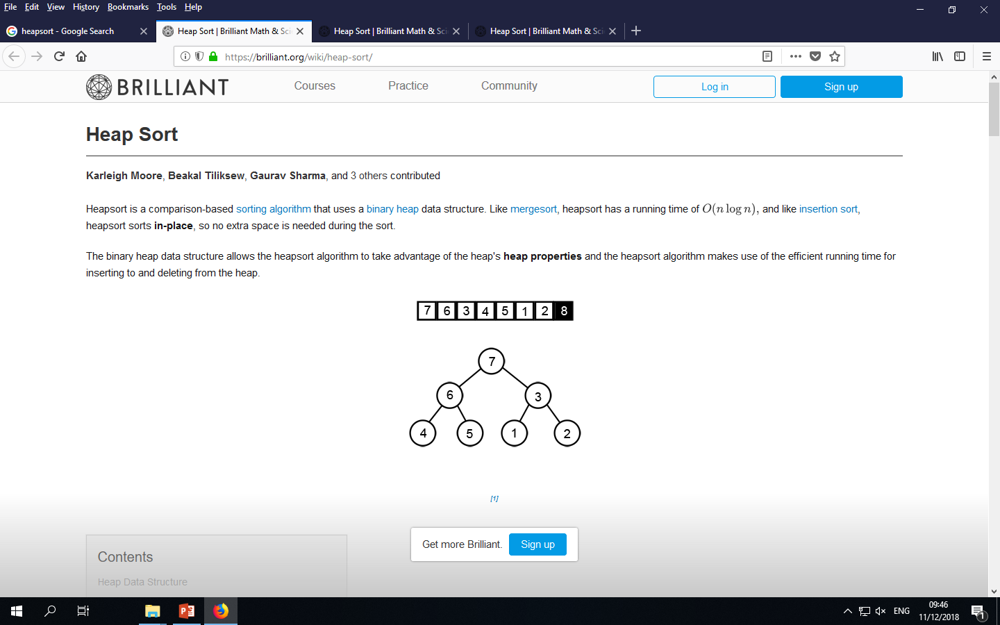 File Edit View History Bookmarks Tools Help
heapsort - Google Search
Heap Sort | Brilliant Math & Sci
Heap Sort | Brilliant Math & Sci
Heap Sort | Brilliant Math & Sci
https://brilliant.org/wiki/heap-sort/
BRILLIANT Courses Practice Community Log in Sign up
Heap Sort
Karleigh Moore, Beakal Tiliksew, Gaurav Sharma, and 3 others contributed
Heapsort is a comparison-based sorting algorithm that uses a binary heap data structure. Like mergesort, heapsort has a running time of O(n log n), and like insertion sort,
heapsort sorts in-place, so no extra space is needed during the sort.
The binary heap data structure allows the heapsort algorithm to take advantage of the heap's heap properties and the heapsort algorithm makes use of the efficient running time for
inserting to and deleting from the heap.
7 6 3 4 5 1 2 8
7
6 3
4 5 1 2
[1]
Get more Brilliant. Sign up
Contents
Heap Data Structure
ENG
09:46
11/12/2018
1